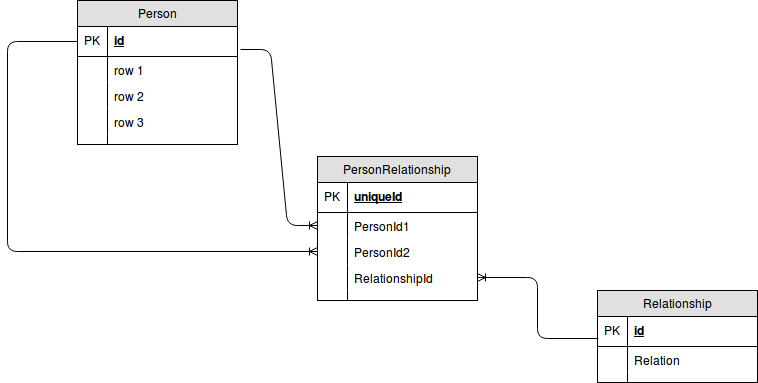 Person
PK id
row 1
row 2
row 3
PersonRelationship
PK uniqueId
PersonId1
PersonId2
RelationshipId
Relationship
PK id
Relation